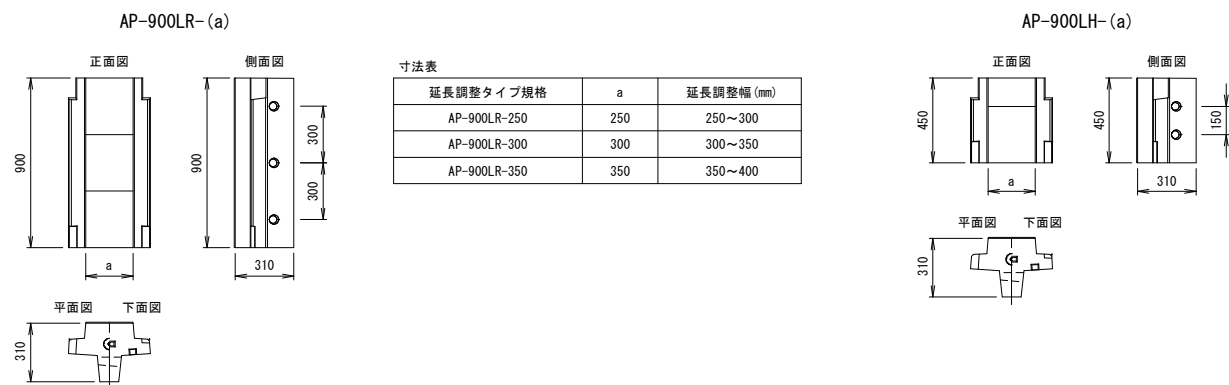 AP-900LR-(a)
正面図
側面図
900
900
300
300
a
310
平面図 下面図
310
寸法表
延長調整タイプ規格 a 延長調整幅(mm)
AP-900LR-250 250 250～300
AP-900LR-300 300 300～350
AP-900LR-350 350 350～400
AP-900LH-(a)
正面図
側面図
450
450
150
a
310
平面図 下面図
310